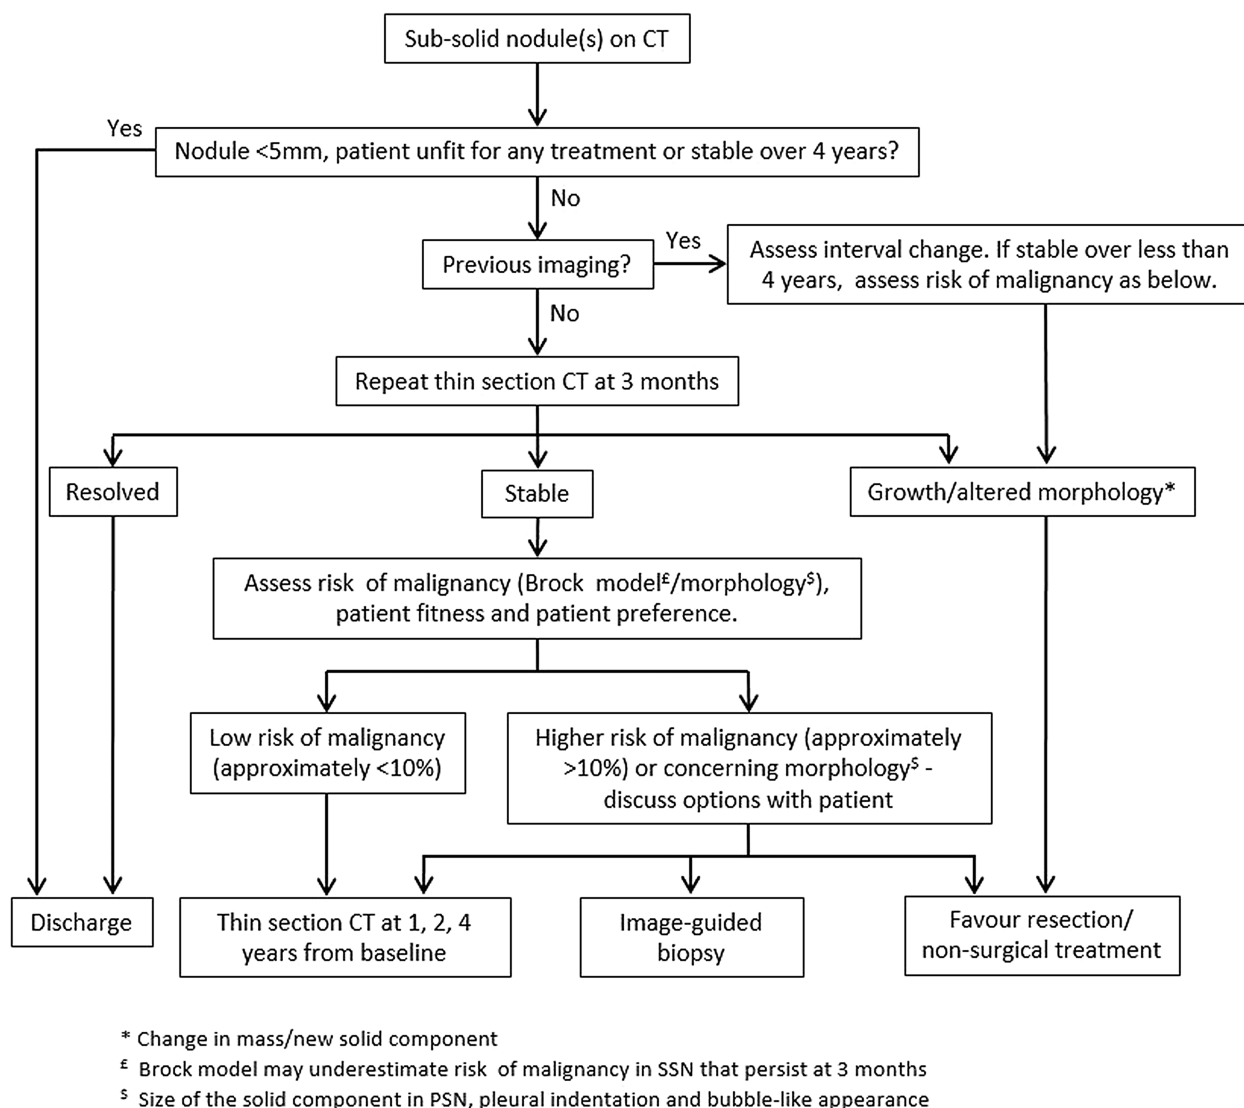 Sub-solid nodule(s) on CT
Yes
Nodule <5mm, patient unfit for any treatment or stable over 4 years?
No
Previous imaging?
Yes
Assess interval change. If stable over less than
4 years,  assess risk of malignancy as below.
No
Repeat thin section CT at 3 months
Resolved
Stable
Growth/altered morphology*
Assess risk  of malignancy (Brock  model£/morphology$),
patient fitness and patient preference.
Low risk of malignancy
(approximately <10%)
Higher risk of malignancy (approximately
>10%) or concerning morphology$ -
discuss options with patient
Discharge
Thin section CT at 1, 2, 4
years from baseline
Image-guided
biopsy
Favour resection/
non-surgical treatment
* Change in mass/new solid component
£ Brock model may underestimate risk  of malignancy in SSN that persist at 3 months
$ Size of the solid component in PSN, pleural indentation and bubble-like appearance